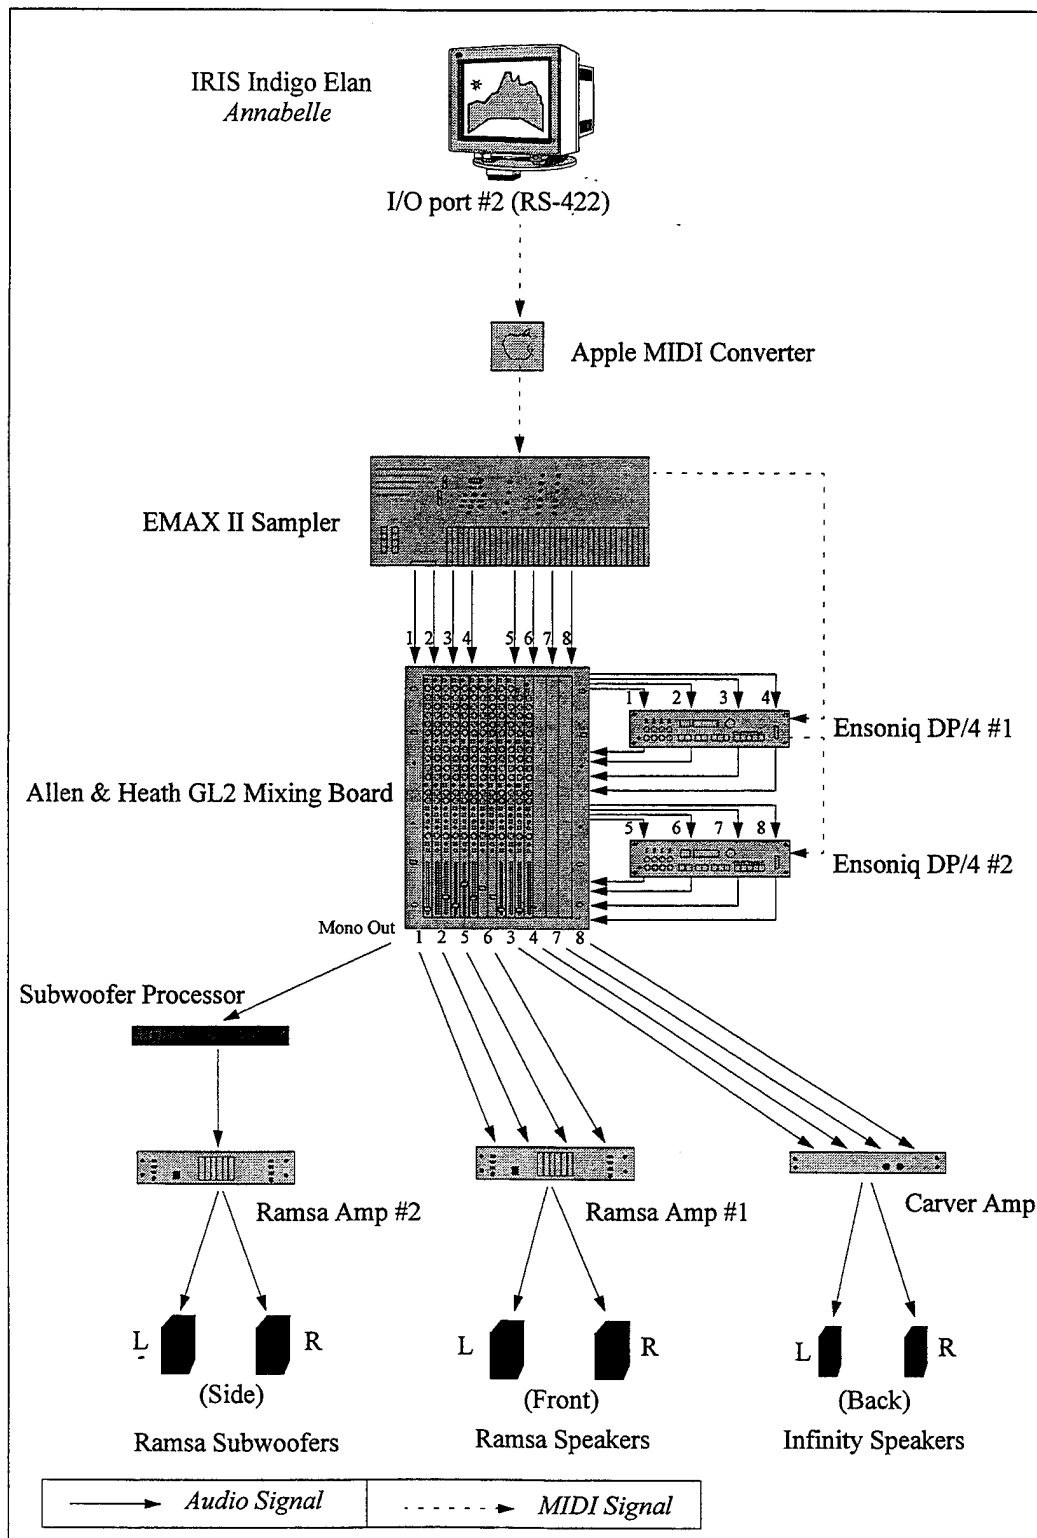 IRIS Indigo Elan
Annabelle
I/O port #2 (RS-422)
Apple MIDI Converter
EMAX II Sampler
1 2 3 4 5 6 7 8
1 2 3 4
Ensoniq DP/4 #1
Allen & Heath GL2 Mixing Board
5 6 7 8
Ensoniq DP/4 #2
Mono Out
1 2 5 6 3 4 7 8
Subwoofer Processor
Ramsa Amp #2
Ramsa Amp #1
Carver Amp
L R
L R
L R
(Side)
(Front)
(Back)
Ramsa Subwoofers
Ramsa Speakers
Infinity Speakers
Audio Signal
MIDI Signal